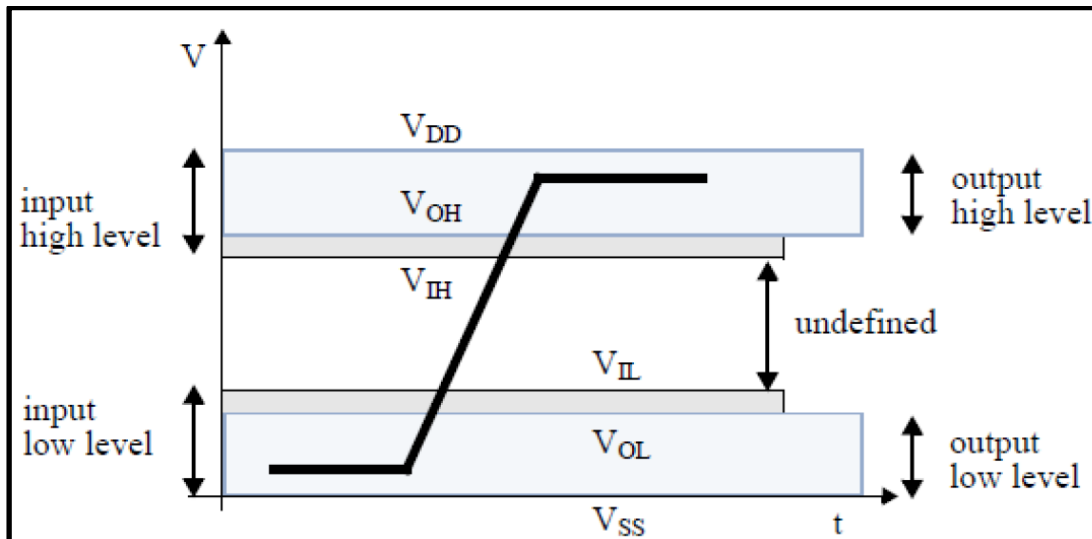 V
V_DD
input
high level
V_OH
output
high level
V_IH
undefined
V_IL
input
low level
V_OL
output
low level
V_SS
t